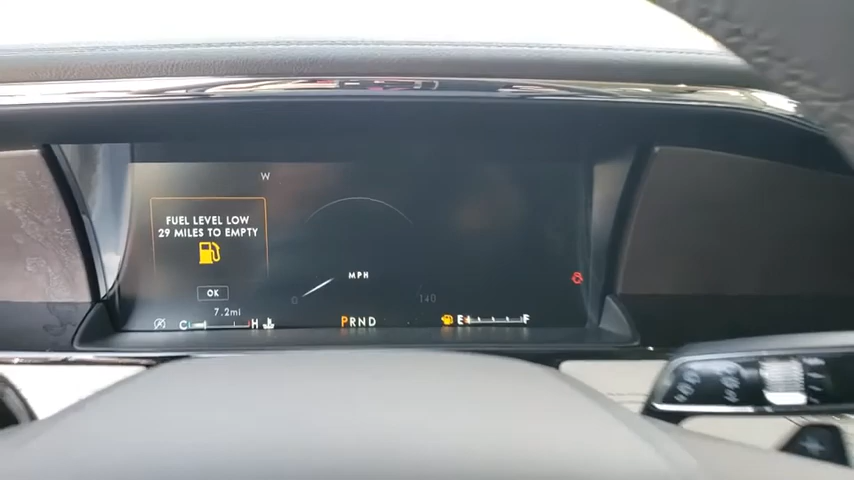 W
FUEL LEVEL LOW
29 MILES TO EMPTY
OK
MPH
0
140
7.2mi
C H
PRND
E F